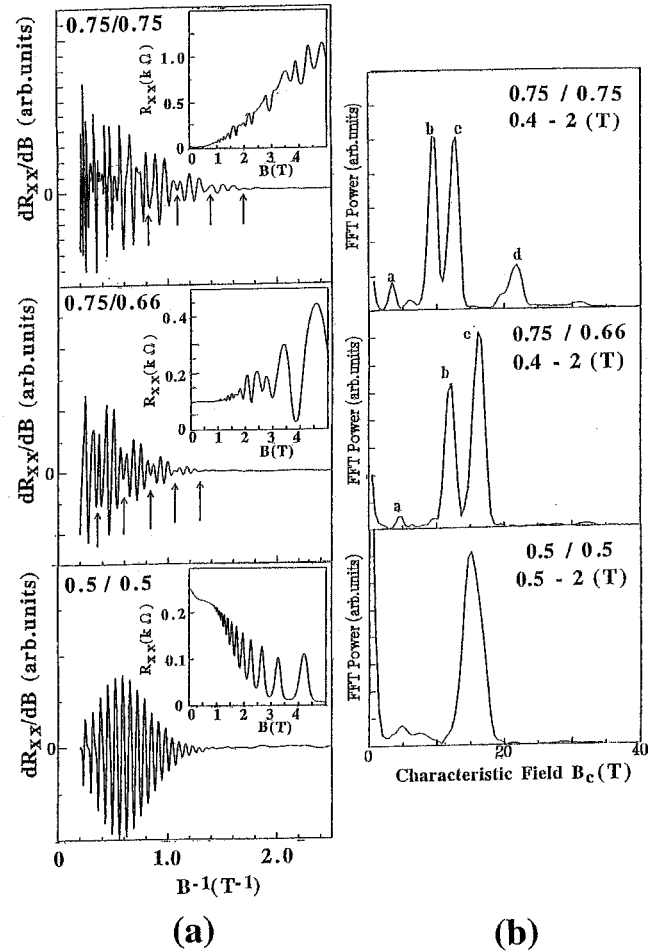 0.75/0.75
dRxx/dB (arb.units)
0
Rxx(kΩ)
1.0
0.5
0
0 1 2 3 4
B(T)
0.75/0.66
dRxx/dB (arb.units)
0
Rxx(kΩ)
0.4
0.2
0
0 1 2 3 4
B(T)
0.5 / 0.5
dRxx/dB (arb.units)
0
Rxx(kΩ)
0.2
0.1
0
0 1 2 3 4
B(T)
0 1.0 2.0
B-1(T-1)
(a)
FFT Power (arb.units)
0.75 / 0.75
0.4 - 2 (T)
a
b
c
d
FFT Power (arb.units)
0.75 / 0.66
0.4 - 2 (T)
a
b
c
FFT Power (arb.units)
0.5 / 0.5
0.5 - 2 (T)
0 20 40
Characteristic Field Bc(T)
(b)